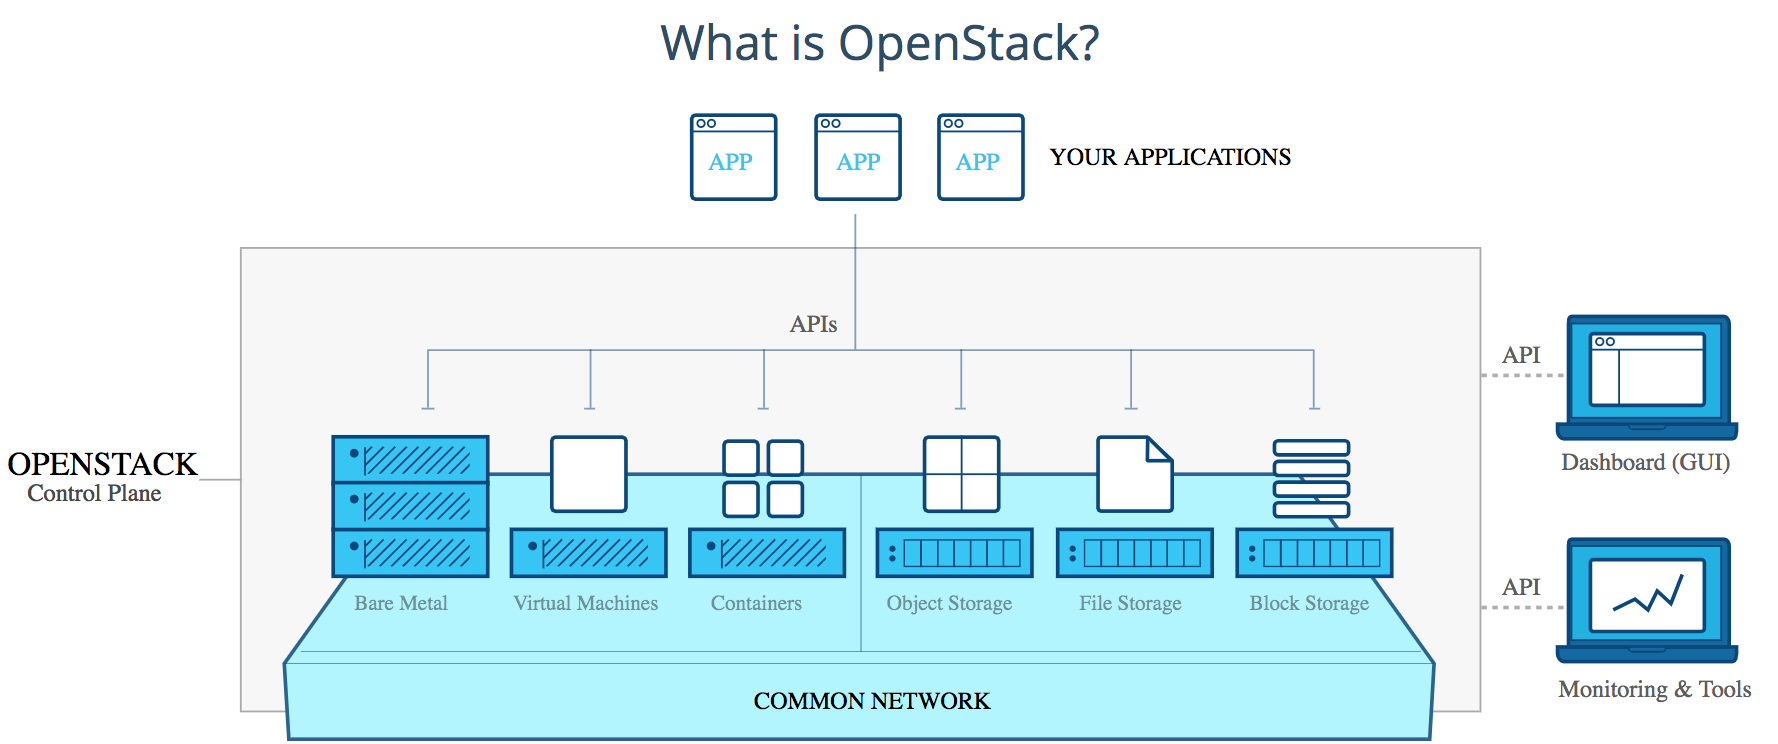 What is OpenStack?
APP
APP
APP
YOUR APPLICATIONS
APIs
API
Dashboard (GUI)
OPENSTACK
Control Plane
Bare Metal
Virtual Machines
Containers
Object Storage
File Storage
Block Storage
API
Monitoring & Tools
COMMON NETWORK